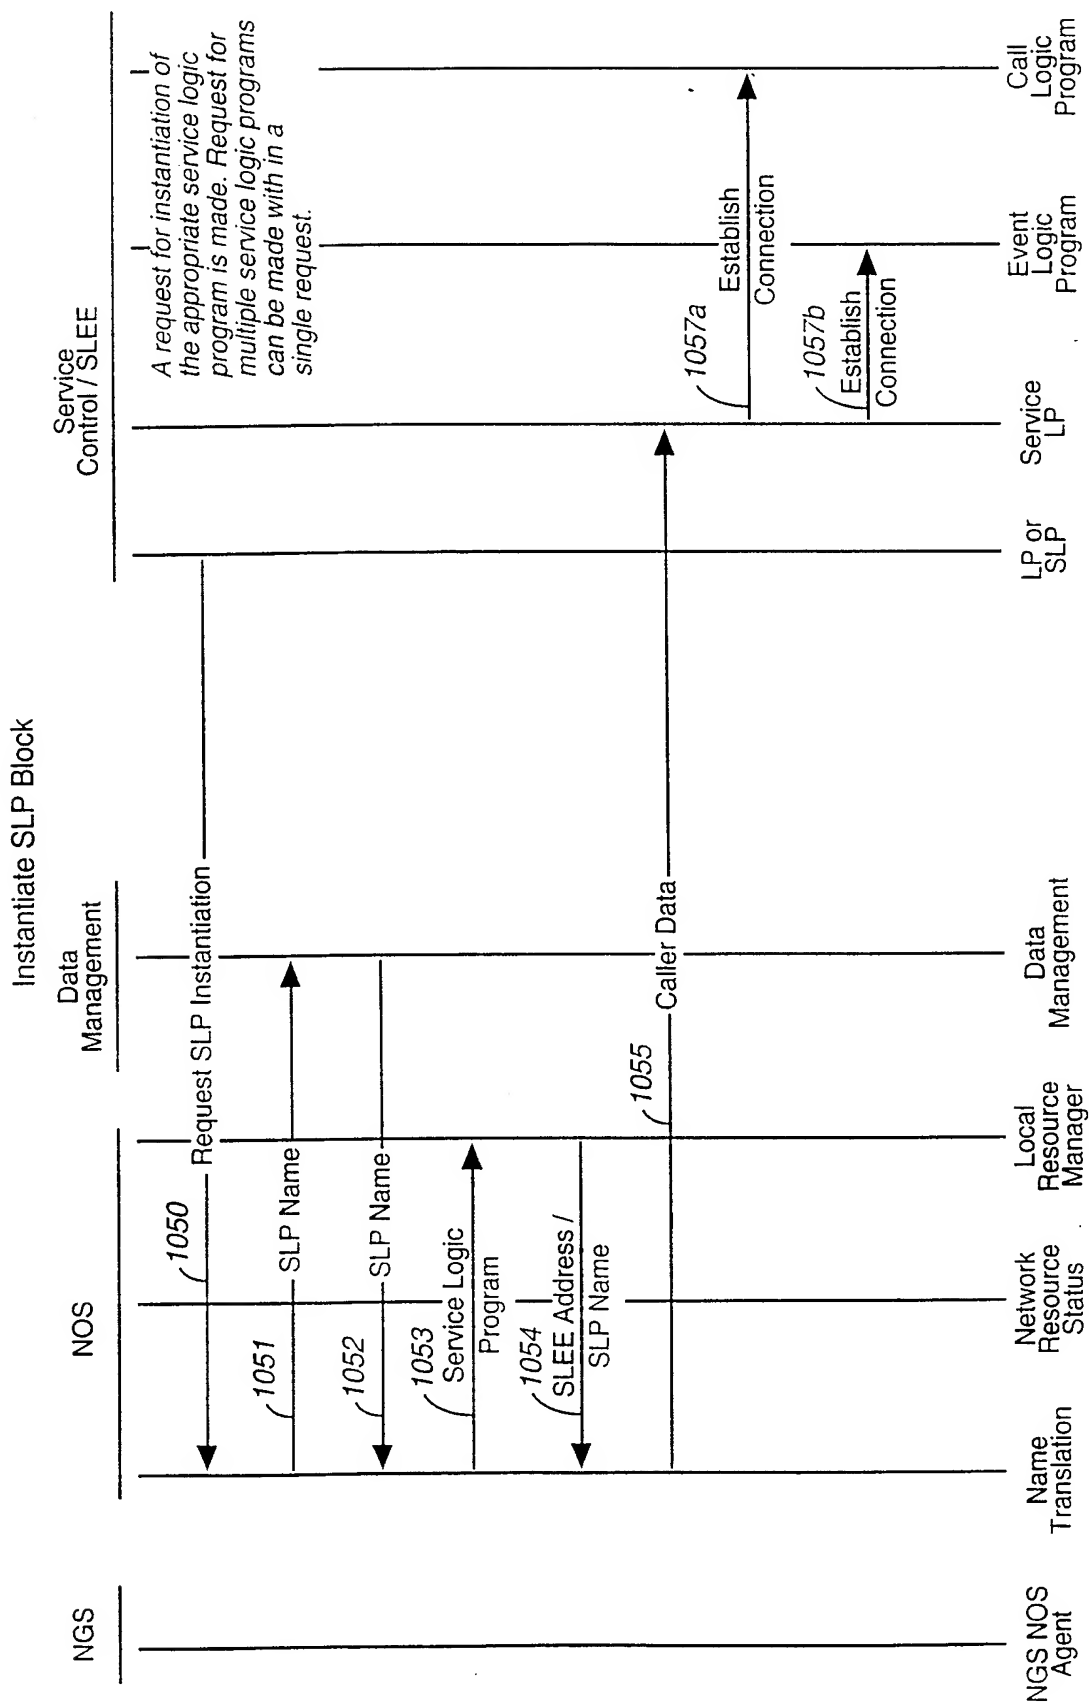 Instantiate SLP Block
NGS
NOS
Data
Management
Service
Control / SLEE
A request for instantiation of
the appropriate service logic
program is made. Request for
multiple service logic programs
can be made with in a
single request.
1050
Request SLP Instantiation
1051
SLP Name
1052
SLP Name
1053
Service Logic
Program
1054
SLEE Address /
SLP Name
1055
Caller Data
1057a
Establish
Connection
1057b
Establish
Connection
NGS NOS
Agent
Name
Translation
Network
Resource
Status
Local
Resource
Manager
Data
Management
LP or
SLP
Service
LP
Event
Logic
Program
Call
Logic
Program